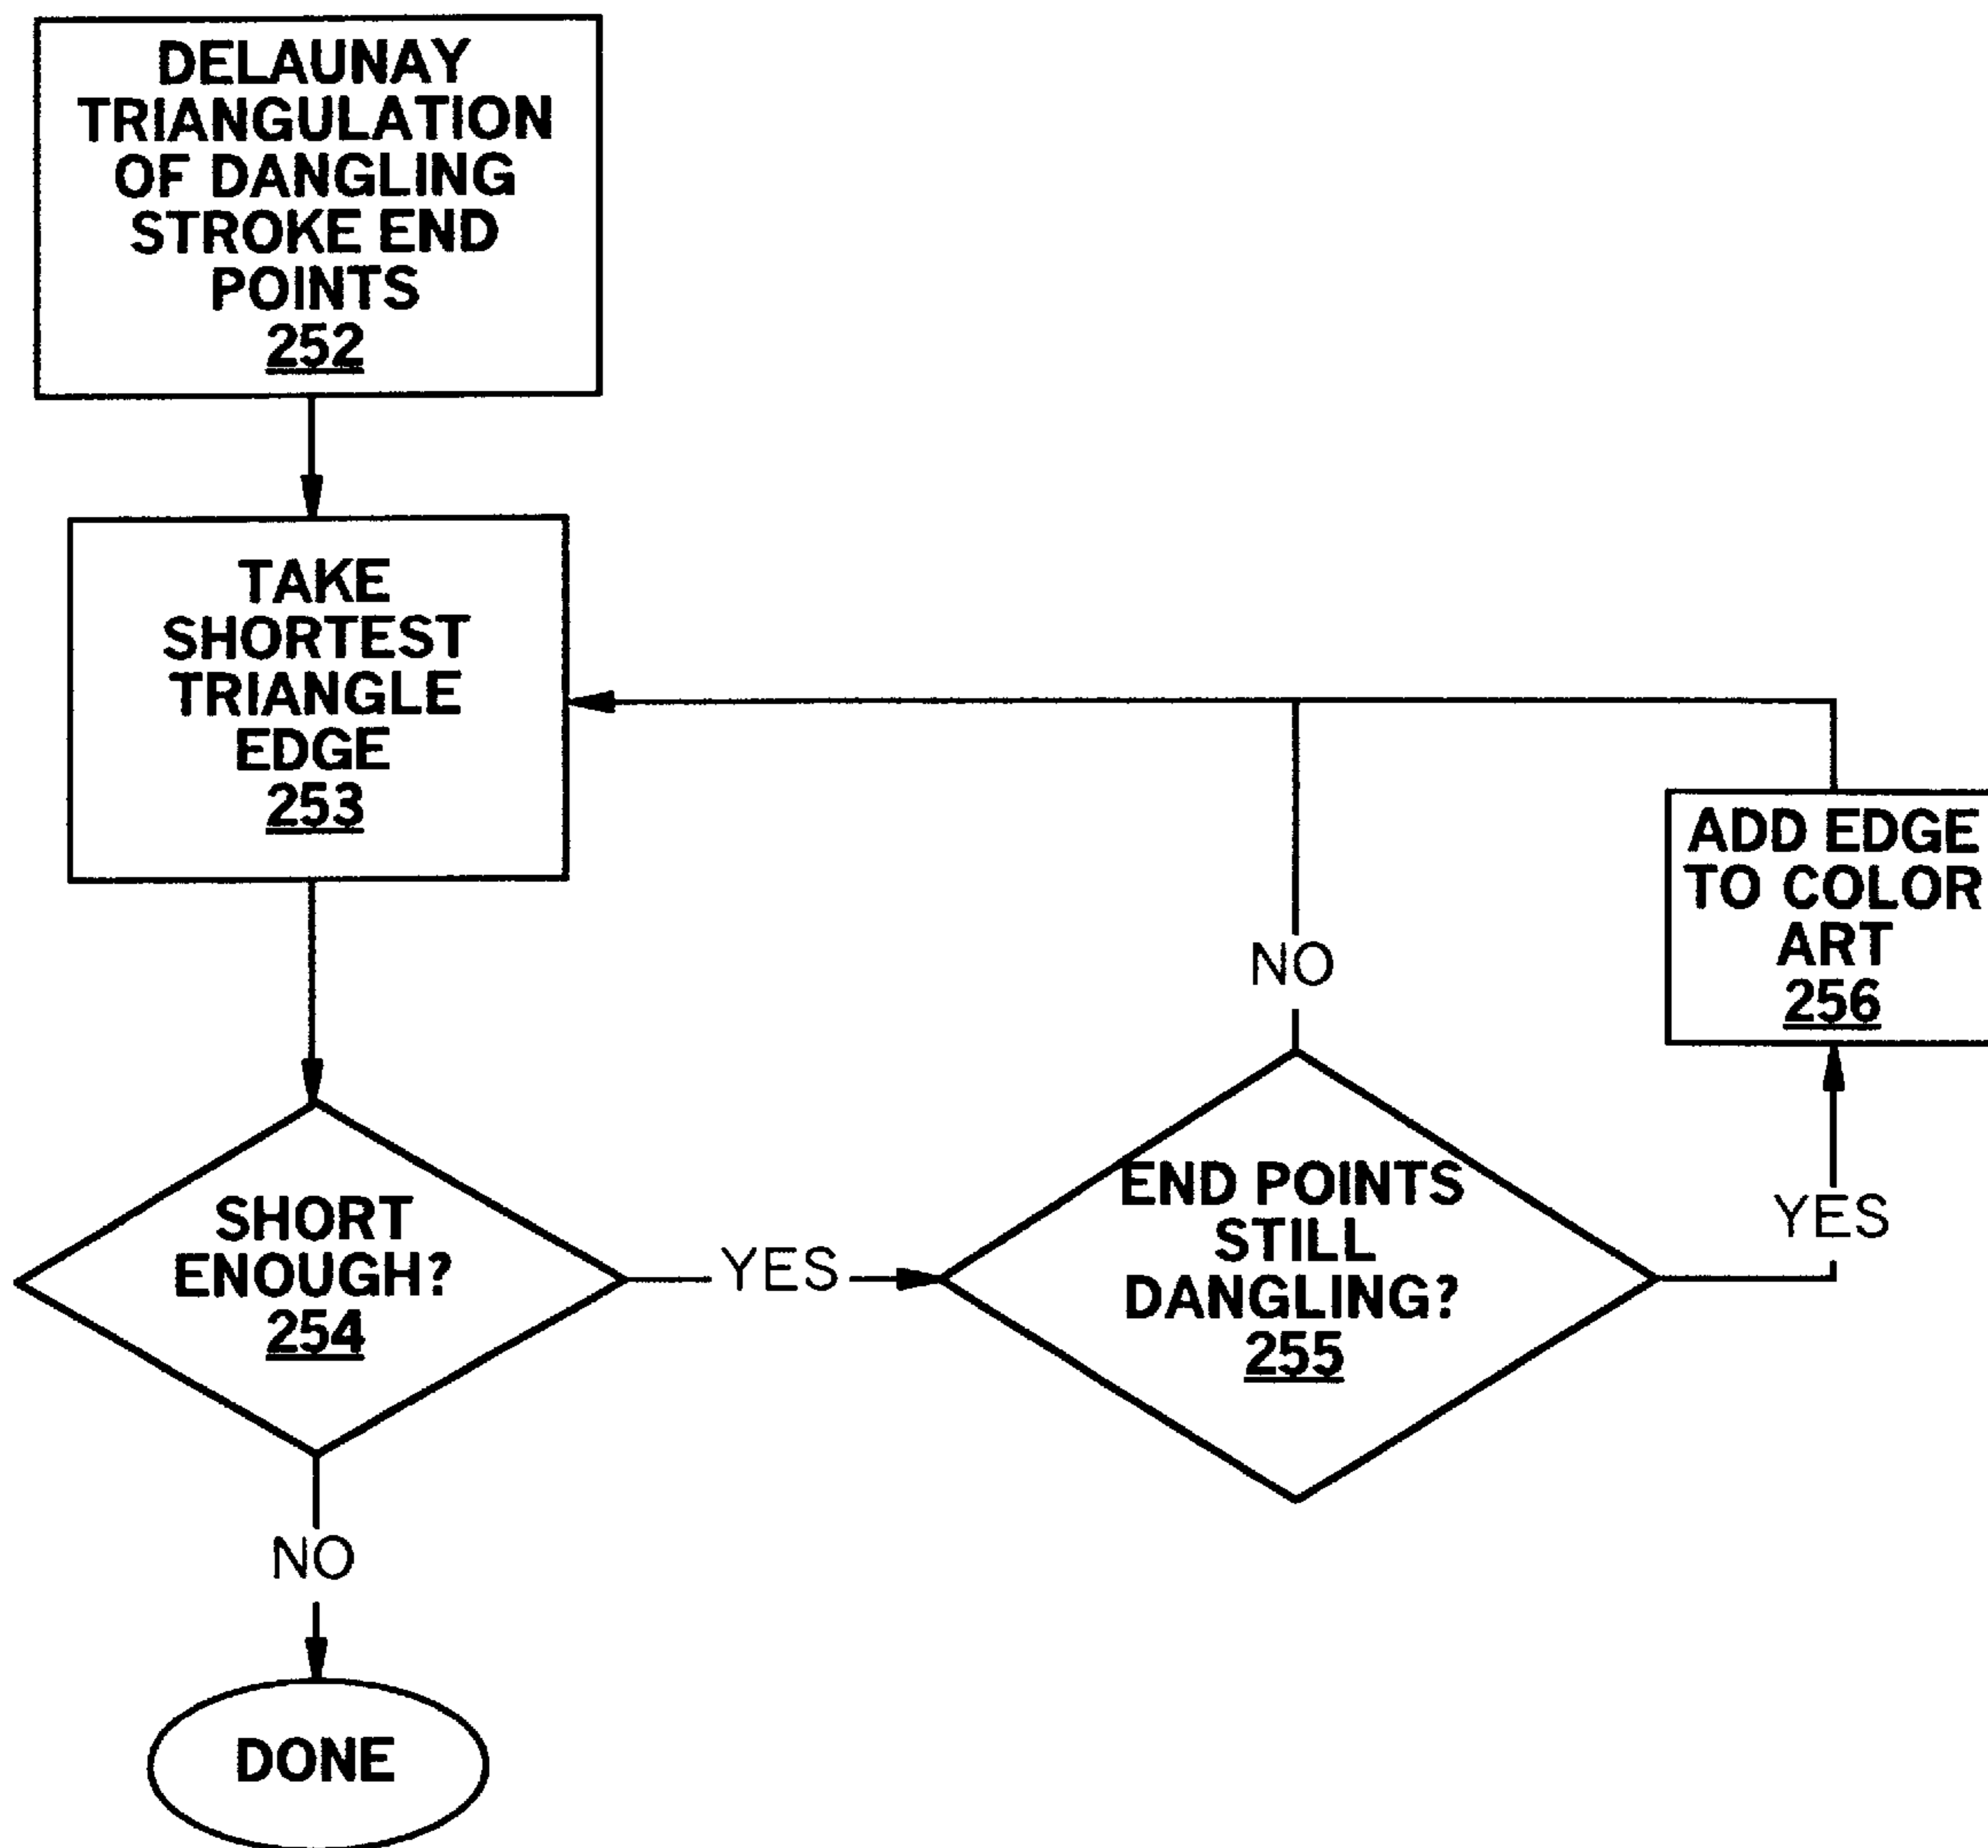 DELAUNAY
TRIANGULATION
OF DANGLING
STROKE END
POINTS
252
TAKE
SHORTEST
TRIANGLE
EDGE
253
ADD EDGE
TO COLOR
ART
256
NO
YES
SHORT
ENOUGH?
254
YES
END POINTS
STILL
DANGLING?
255
NO
DONE